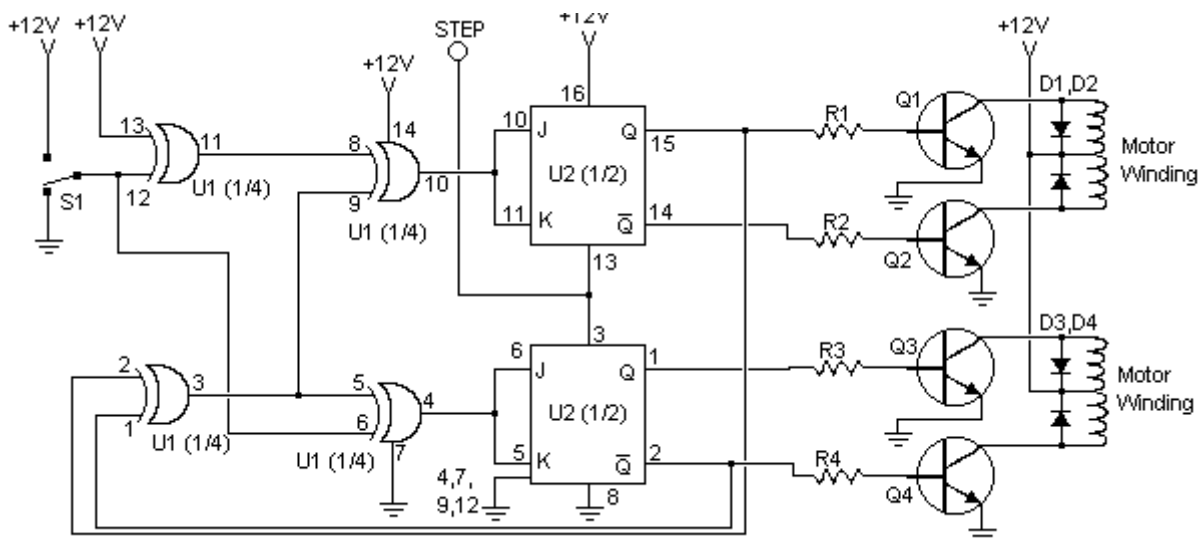 +12V
+12V
STEP
+12V
+12V
+12V
13
11
12
U1 (1/4)
S1
8
14
10
9
U1 (1/4)
16
10
J
Q
15
U2 (1/2)
11
K
Q
14
13
R1
Q1
R2
Q2
D1,D2
Motor
Winding
2
3
1
U1 (1/4)
5
4
6
7
U1 (1/4)
3
6
J
Q
1
U2 (1/2)
5
K
Q
2
8
4,7,
9,12
R3
Q3
R4
Q4
D3,D4
Motor
Winding